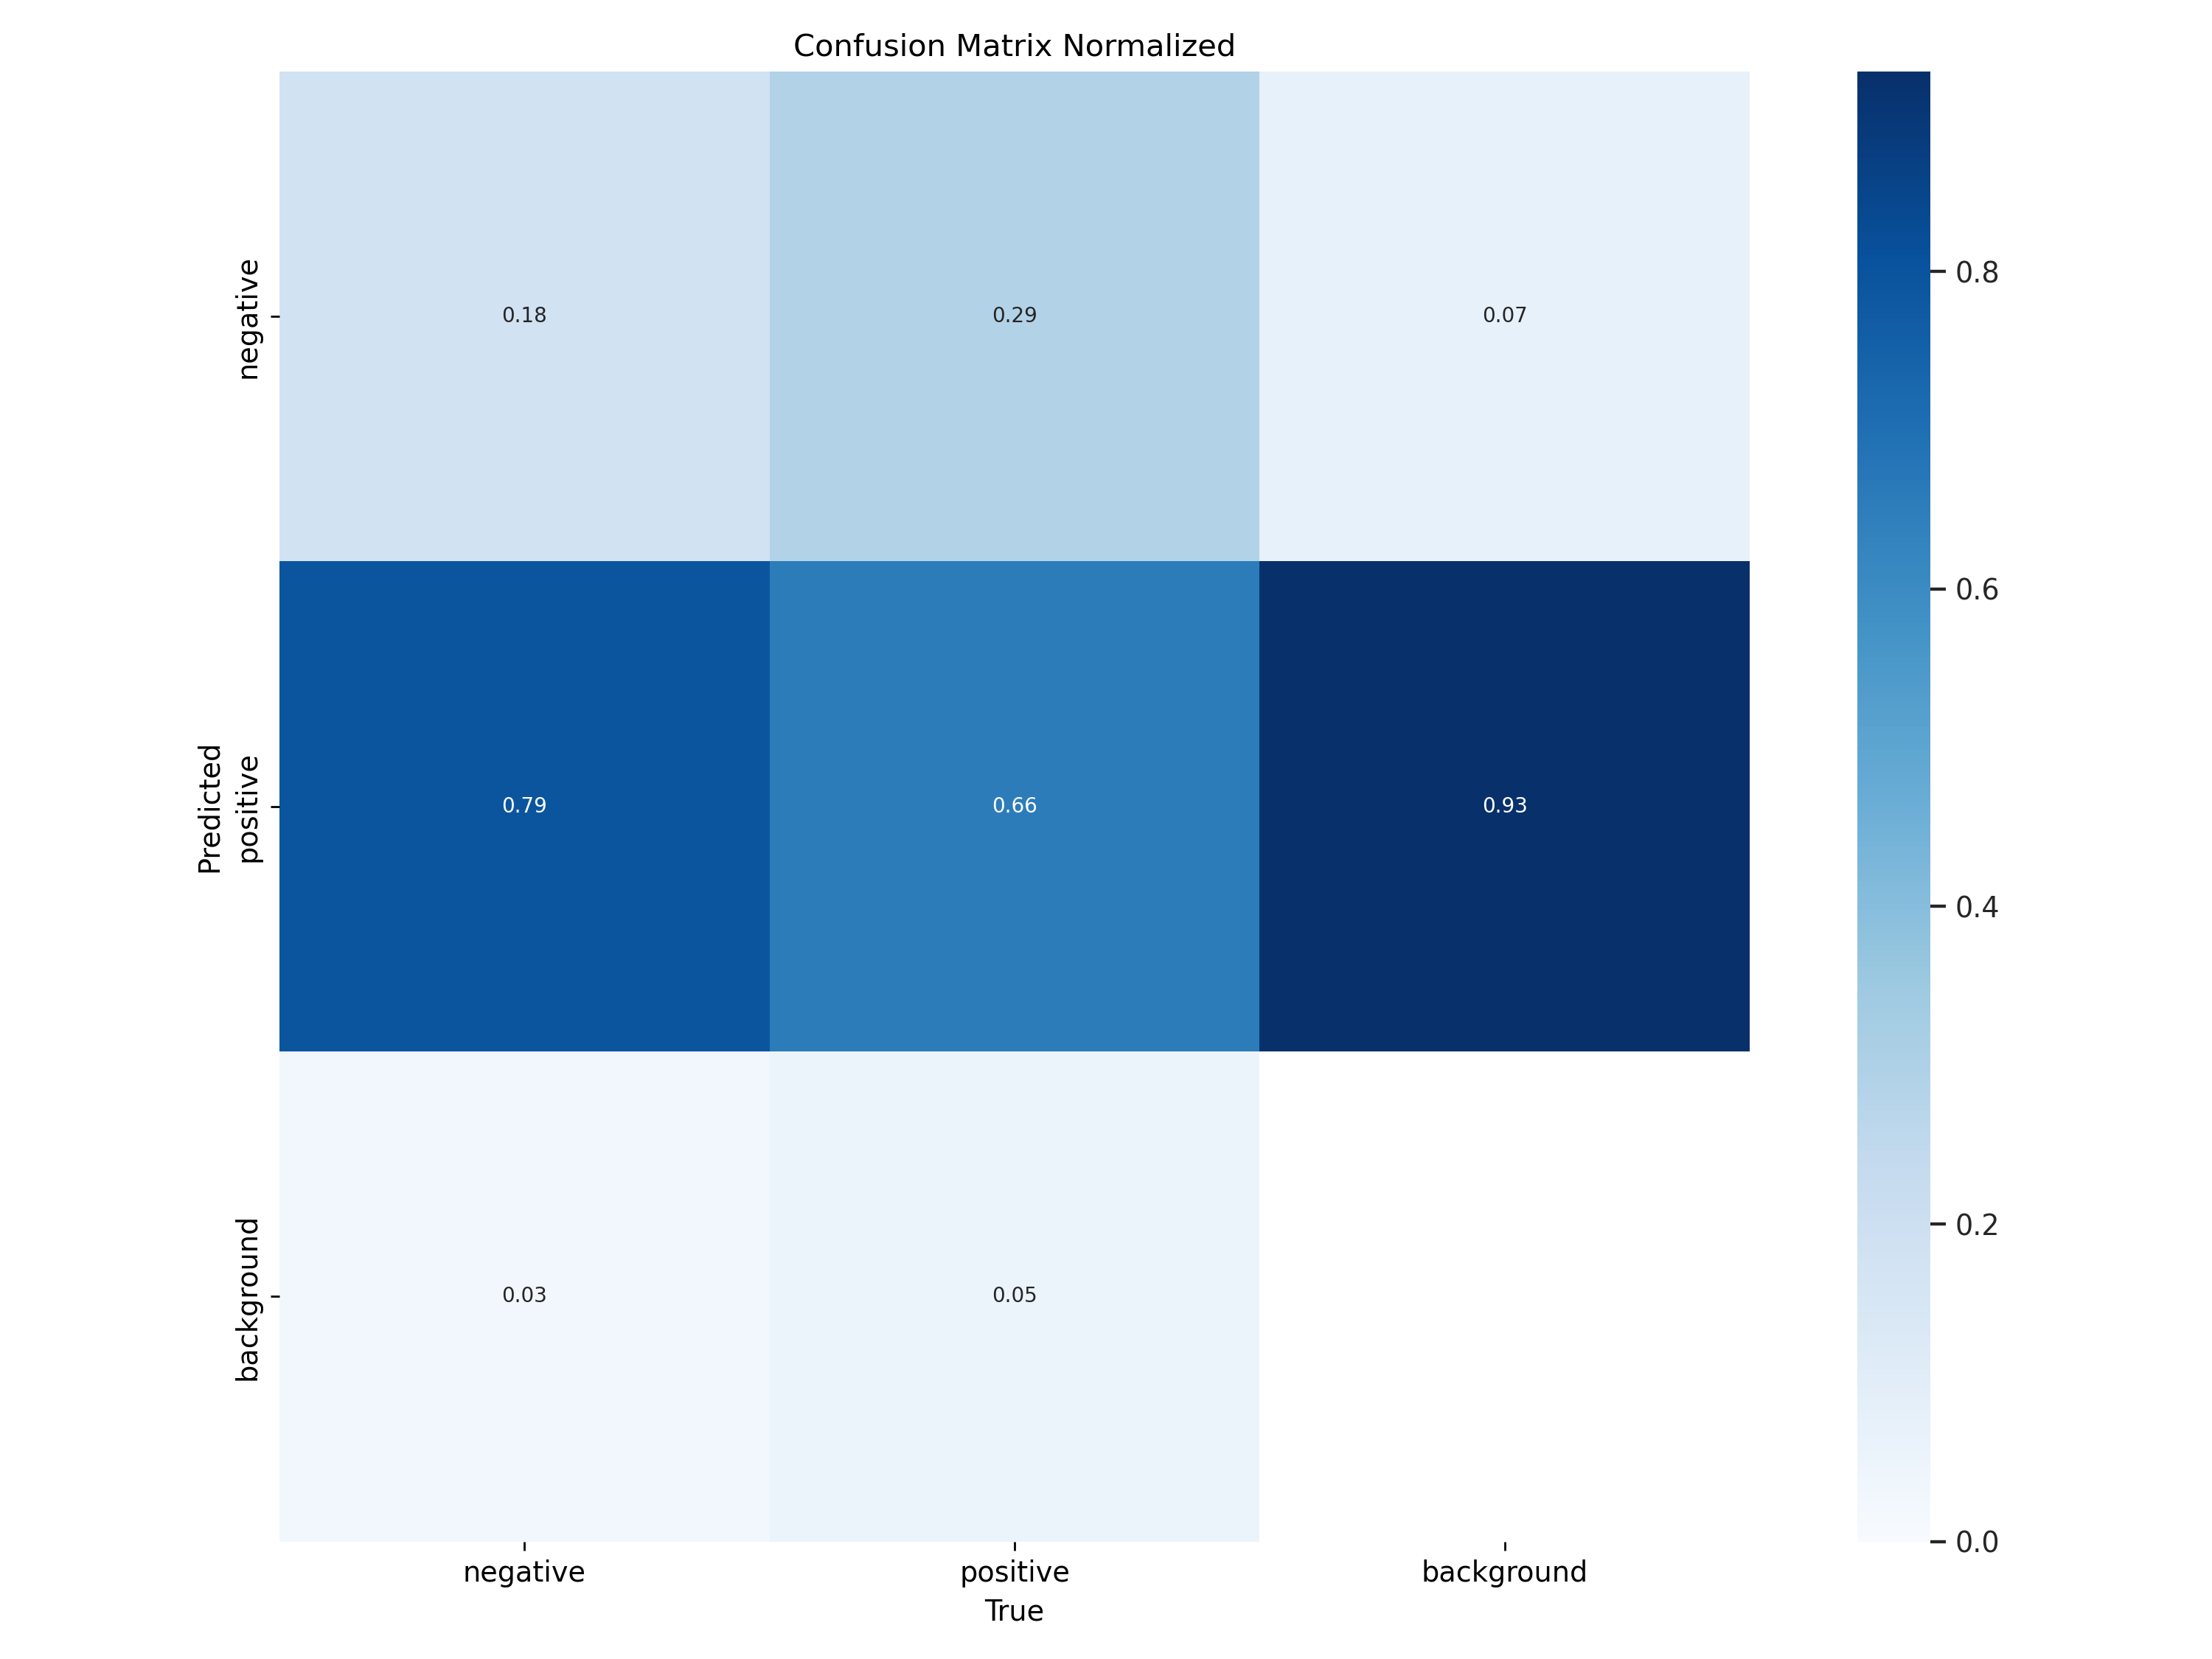 Confusion Matrix Normalized
negative
0.18
0.29
0.07
0.8
0.6
Predicted
positive
0.79
0.66
0.93
0.4
0.2
background
0.03
0.05
0.0
negative
positive
background
True